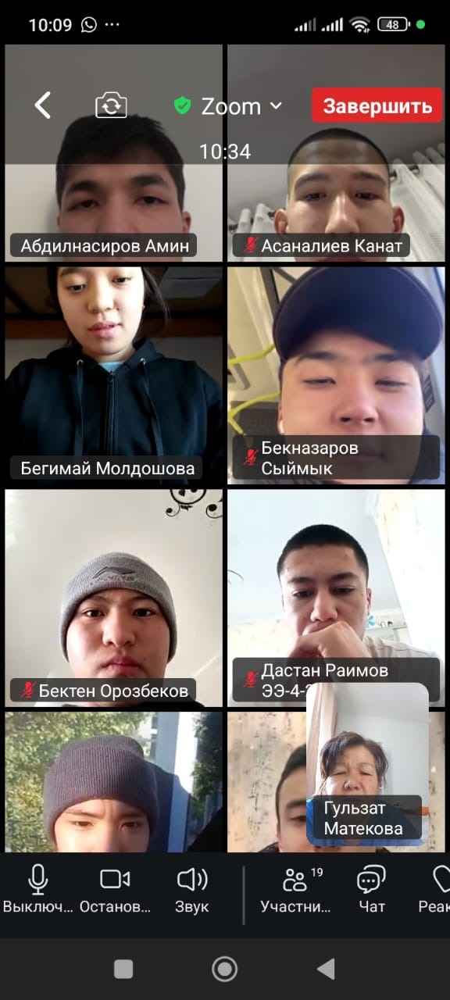 10:09
48
Zoom
Завершить
10:34
Абдилнасиров Амин
Асаналиев Канат
Бегимай Молдошова
Бекназаров
Сыймык
Бектен Орозбеков
Дастан Раимов
ЭЭ-4-
Гульзат
Матекова
19
Выключ... Останов... Звук Участни... Чат Реак